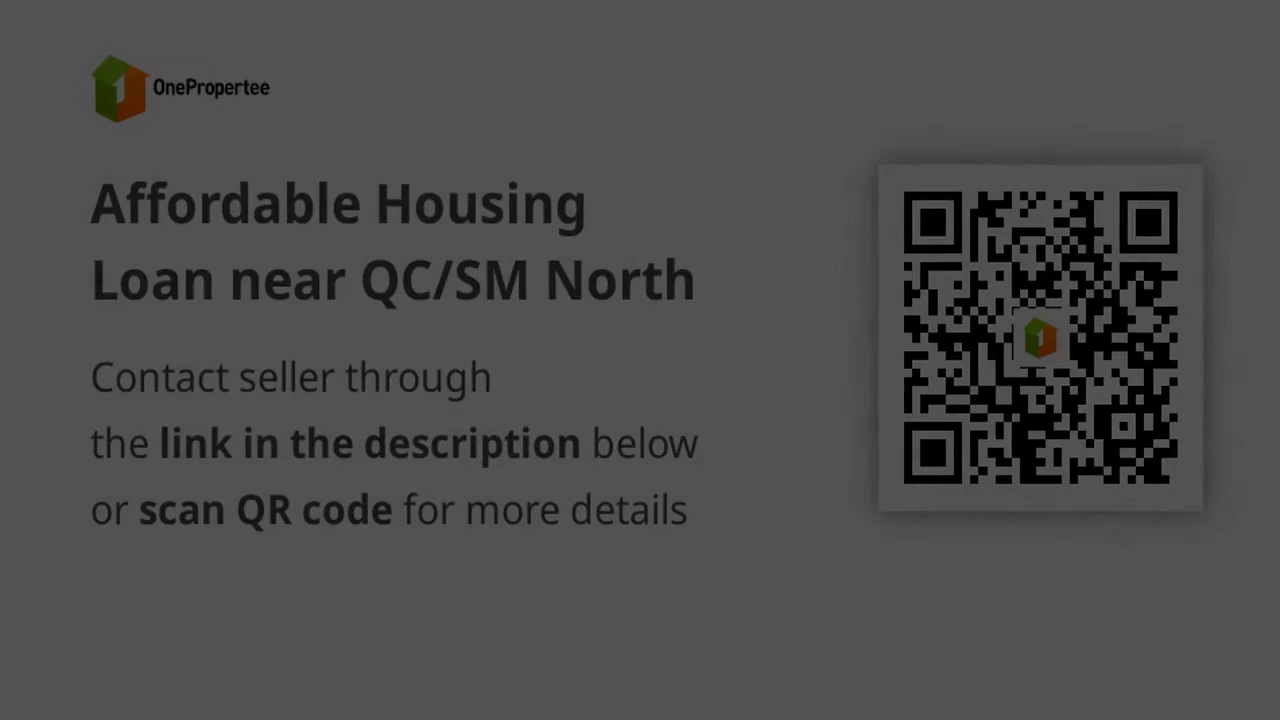 OnePropertee
Affordable Housing
Loan near QC/SM North
Contact seller through
the link in the description below
or scan QR code for more details